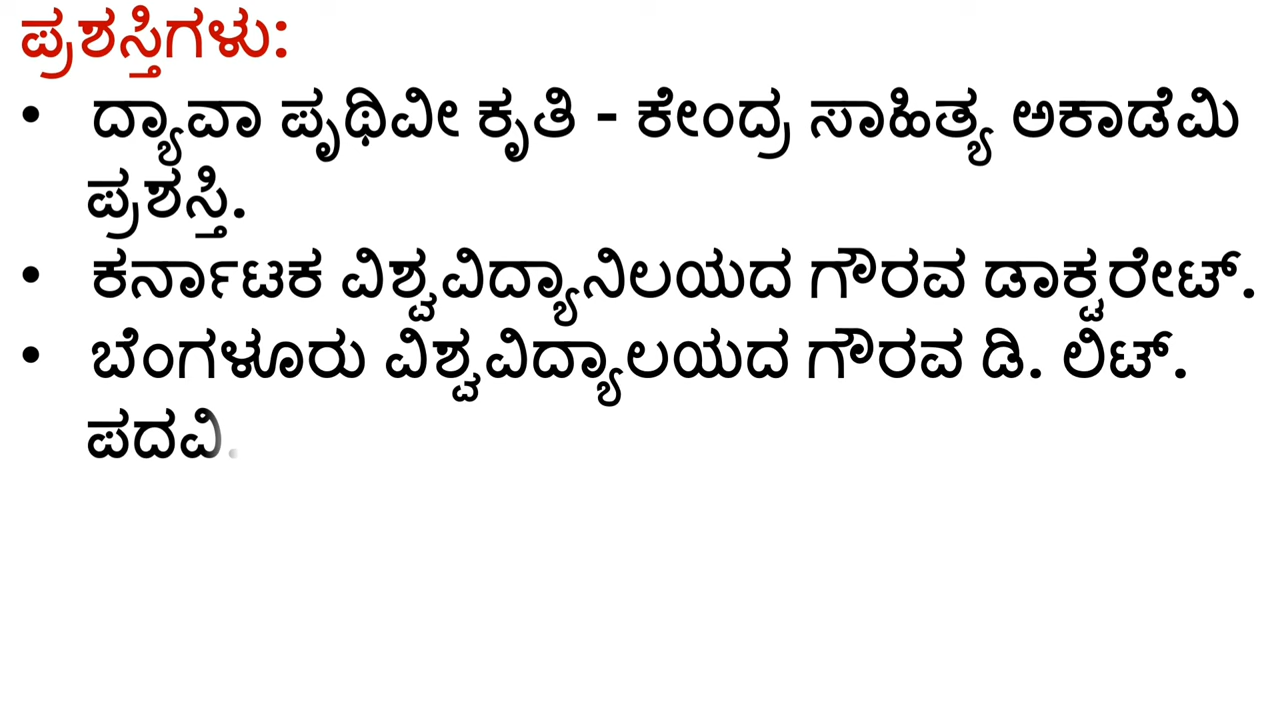 ಪ್ರಶಸ್ತಿಗಳು:
• ದ್ಯಾವಾ ಪೃಥಿವೀ ಕೃತಿ - ಕೇಂದ್ರ ಸಾಹಿತ್ಯ ಅಕಾಡೆಮಿ
ಪ್ರಶಸ್ತಿ.
• ಕರ್ನಾಟಕ ವಿಶ್ವವಿದ್ಯಾನಿಲಯದ ಗೌರವ ಡಾಕ್ಟರೇಟ್.
• ಬೆಂಗಳೂರು ವಿಶ್ವವಿದ್ಯಾಲಯದ ಗೌರವ ಡಿ. ಲಿಟ್.
ಪದವಿ.